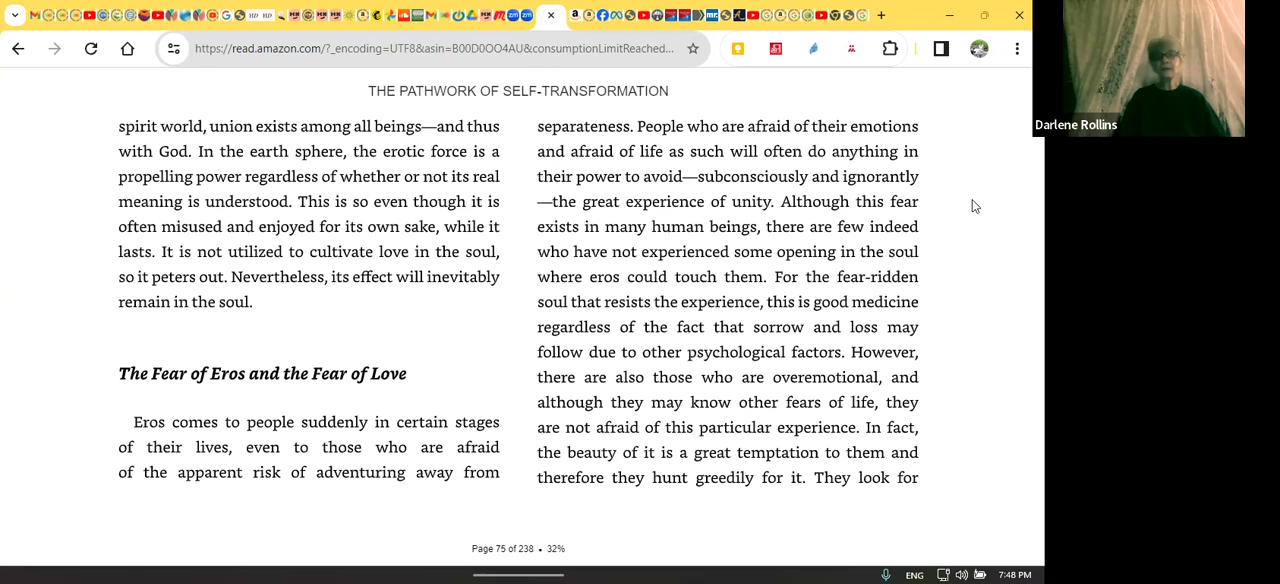 https://read.amazon.com/?_encoding=UTF8&asin=B00D0OO4AU&consumptionLimitReached...
Darlene Rollins
THE PATHWORK OF SELF-TRANSFORMATION
spirit world, union exists among all beings—and thus
with God. In the earth sphere, the erotic force is a
propelling power regardless of whether or not its real
meaning is understood. This is so even though it is
often misused and enjoyed for its own sake, while it
lasts. It is not utilized to cultivate love in the soul,
so it peters out. Nevertheless, its effect will inevitably
remain in the soul.
The Fear of Eros and the Fear of Love
Eros comes to people suddenly in certain stages
of their lives, even to those who are afraid
of the apparent risk of adventuring away from
separateness. People who are afraid of their emotions
and afraid of life as such will often do anything in
their power to avoid—subconsciously and ignorantly
—the great experience of unity. Although this fear
exists in many human beings, there are few indeed
who have not experienced some opening in the soul
where eros could touch them. For the fear-ridden
soul that resists the experience, this is good medicine
regardless of the fact that sorrow and loss may
follow due to other psychological factors. However,
there are also those who are overemotional, and
although they may know other fears of life, they
are not afraid of this particular experience. In fact,
the beauty of it is a great temptation to them and
therefore they hunt greedily for it. They look for
Page 75 of 238 • 32%
ENG
7:48 PM